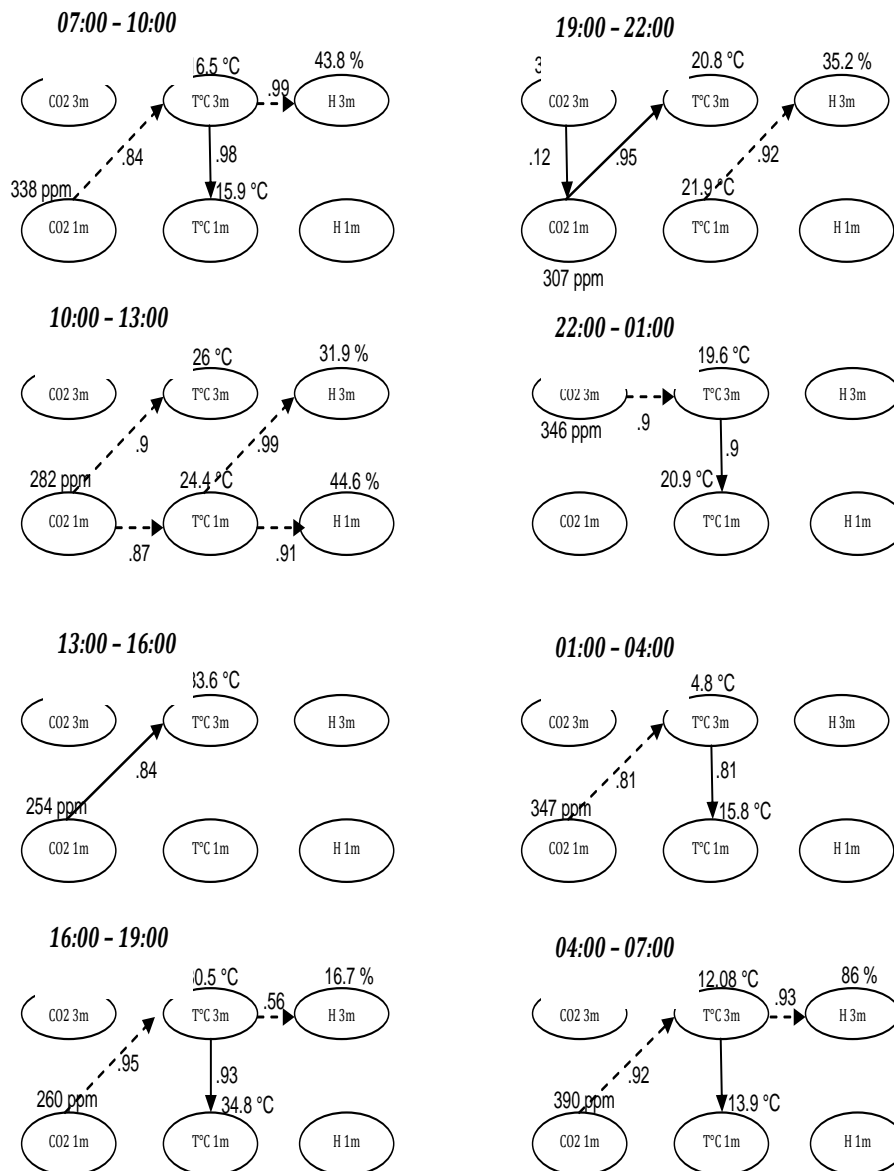 07:00 – 10:00
6.5 °C
43.8 %
CO2 3m
T°C 3m
.99
H 3m
.84
.98
338 ppm
15.9 °C
CO2 1m
T°C 1m
H 1m
10:00 – 13:00
26 °C
31.9 %
CO2 3m
T°C 3m
H 3m
.9
.99
282 ppm
24.4 °C
44.6 %
CO2 1m
T°C 1m
H 1m
.87
.91
13:00 – 16:00
33.6 °C
CO2 3m
T°C 3m
H 3m
.84
254 ppm
CO2 1m
T°C 1m
H 1m
16:00 – 19:00
0.5 °C
16.7 %
CO2 3m
T°C 3m
.56
H 3m
.95
.93
260 ppm
34.8 °C
CO2 1m
T°C 1m
H 1m
19:00 – 22:00
20.8 °C
35.2 %
CO2 3m
T°C 3m
H 3m
.12
.95
.92
21.9 °C
CO2 1m
T°C 1m
H 1m
307 ppm
22:00 – 01:00
19.6 °C
CO2 3m
T°C 3m
H 3m
346 ppm
.9
.9
20.9 °C
CO2 1m
T°C 1m
H 1m
01:00 – 04:00
4.8 °C
CO2 3m
T°C 3m
H 3m
.81
.81
347 ppm
15.8 °C
CO2 1m
T°C 1m
H 1m
04:00 – 07:00
12.08 °C
86 %
CO2 3m
T°C 3m
.93
H 3m
.92
390 ppm
13.9 °C
CO2 1m
T°C 1m
H 1m